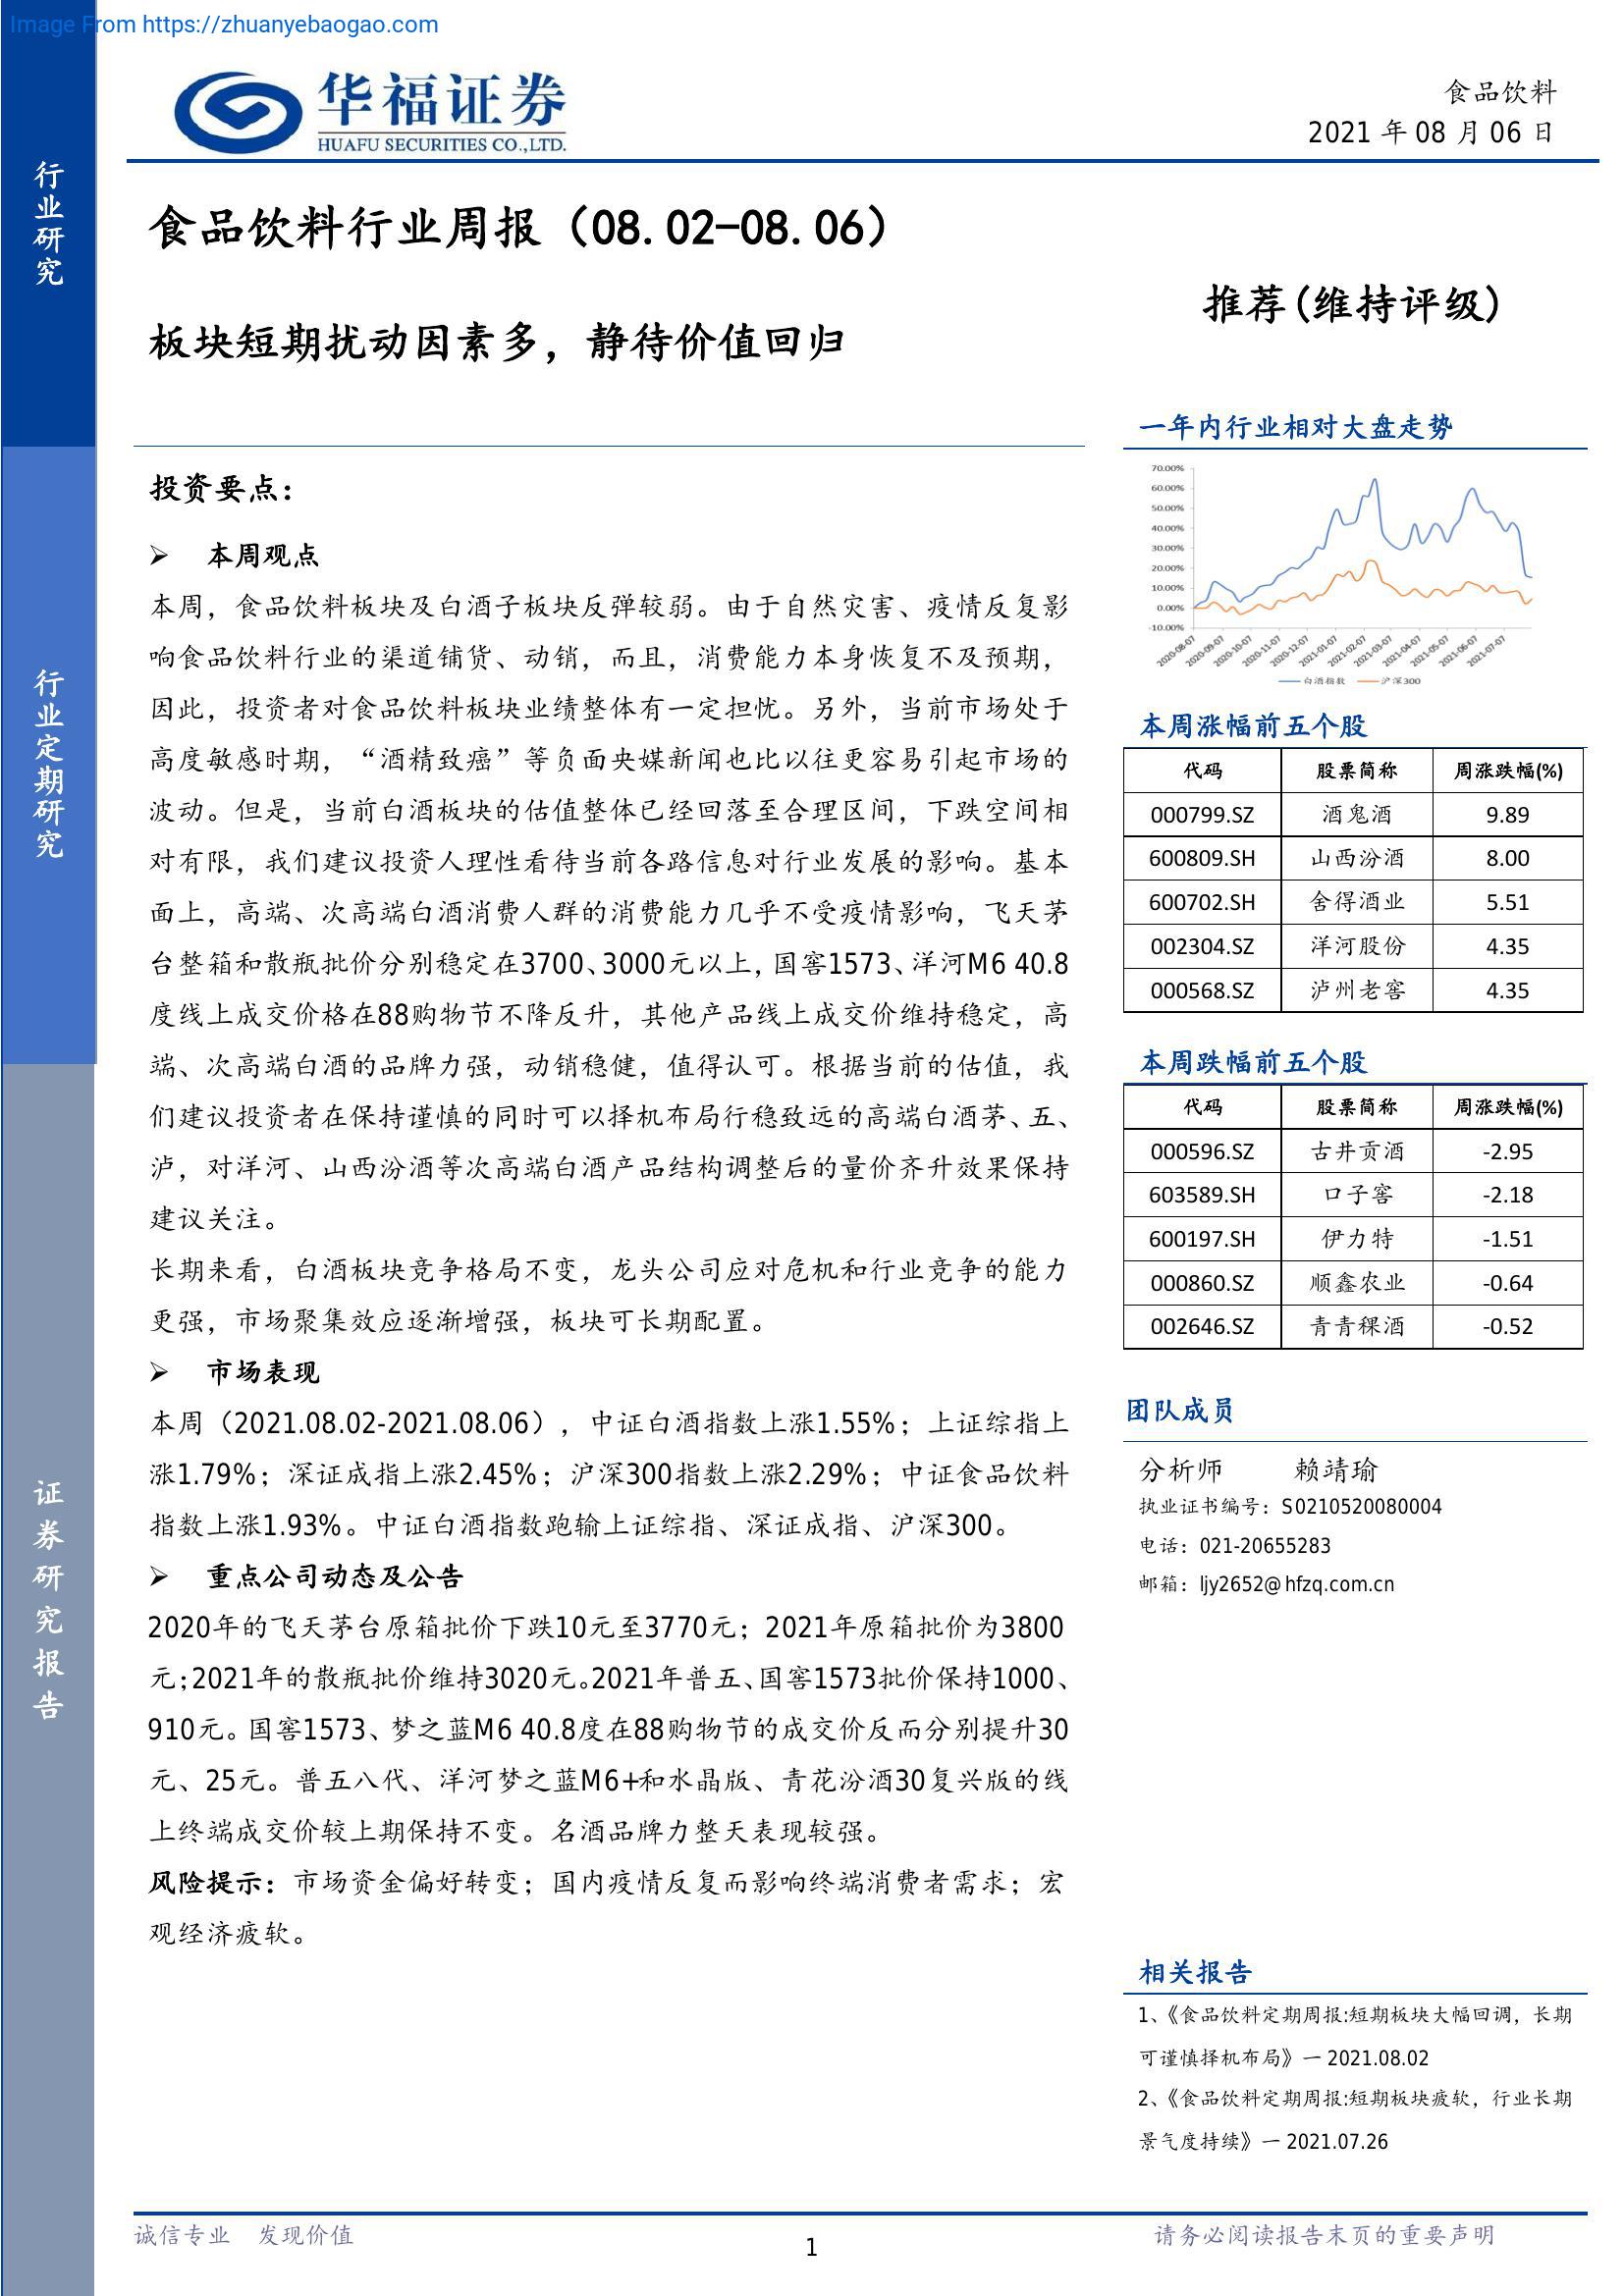 Image From https://zhuanyebaogao.com
华福证券
HUAFU SECURITIES CO.,LTD.
食品饮料
2021 年 08 月 06 日
行业研究
行业定期研究
证券研究报告
食品饮料行业周报（08.02-08.06）
板块短期扰动因素多，静待价值回归
推荐(维持评级)
投资要点：
➢ 本周观点
本周，食品饮料板块及白酒子板块反弹较弱。由于自然灾害、疫情反复影
响食品饮料行业的渠道铺货、动销，而且，消费能力本身恢复不及预期，
因此，投资者对食品饮料板块业绩整体有一定担忧。另外，当前市场处于
高度敏感时期，“酒精致癌”等负面央媒新闻也比以往更容易引起市场的
波动。但是，当前白酒板块的估值整体已经回落至合理区间，下跌空间相
对有限，我们建议投资人理性看待当前各路信息对行业发展的影响。基本
面上，高端、次高端白酒消费人群的消费能力几乎不受疫情影响，飞天茅
台整箱和散瓶批价分别稳定在3700、3000元以上，国窖1573、洋河M6 40.8
度线上成交价格在88购物节不降反升，其他产品线上成交价维持稳定，高
端、次高端白酒的品牌力强，动销稳健，值得认可。根据当前的估值，我
们建议投资者在保持谨慎的同时可以择机布局行稳致远的高端白酒茅、五、
泸，对洋河、山西汾酒等次高端白酒产品结构调整后的量价齐升效果保持
建议关注。
长期来看，白酒板块竞争格局不变，龙头公司应对危机和行业竞争的能力
更强，市场聚集效应逐渐增强，板块可长期配置。
➢ 市场表现
本周（2021.08.02-2021.08.06），中证白酒指数上涨1.55%；上证综指上
涨1.79%；深证成指上涨2.45%；沪深300指数上涨2.29%；中证食品饮料
指数上涨1.93%。中证白酒指数跑输上证综指、深证成指、沪深300。
➢ 重点公司动态及公告
2020年的飞天茅台原箱批价下跌10元至3770元；2021年原箱批价为3800
元；2021年的散瓶批价维持3020元。2021年普五、国窖1573批价保持1000、
910元。国窖1573、梦之蓝M6 40.8度在88购物节的成交价反而分别提升30
元、25元。普五八代、洋河梦之蓝M6+和水晶版、青花汾酒30复兴版的线
上终端成交价较上期保持不变。名酒品牌力整天表现较强。
风险提示：市场资金偏好转变；国内疫情反复而影响终端消费者需求；宏
观经济疲软。
一年内行业相对大盘走势
70.00%
60.00%
50.00%
40.00%
30.00%
20.00%
10.00%
0.00%
-10.00%
2020-08-07 2020-09-07 2020-10-07 2020-11-07 2020-12-07 2021-01-07 2021-02-07 2021-03-07 2021-04-07 2021-05-07 2021-06-07 2021-07-07
白酒指数 沪深300
本周涨幅前五个股
代码 股票简称 周涨跌幅(%)
000799.SZ 酒鬼酒 9.89
600809.SH 山西汾酒 8.00
600702.SH 舍得酒业 5.51
002304.SZ 洋河股份 4.35
000568.SZ 泸州老窖 4.35
本周跌幅前五个股
代码 股票简称 周涨跌幅(%)
000596.SZ 古井贡酒 -2.95
603589.SH 口子窖 -2.18
600197.SH 伊力特 -1.51
000860.SZ 顺鑫农业 -0.64
002646.SZ 青青稞酒 -0.52
团队成员
分析师 赖靖瑜
执业证书编号：S0210520080004
电话：021-20655283
邮箱：ljy2652@hfzq.com.cn
相关报告
1、《食品饮料定期周报:短期板块大幅回调，长期
可谨慎择机布局》一 2021.08.02
2、《食品饮料定期周报:短期板块疲软，行业长期
景气度持续》一 2021.07.26
诚信专业 发现价值
1
请务必阅读报告末页的重要声明